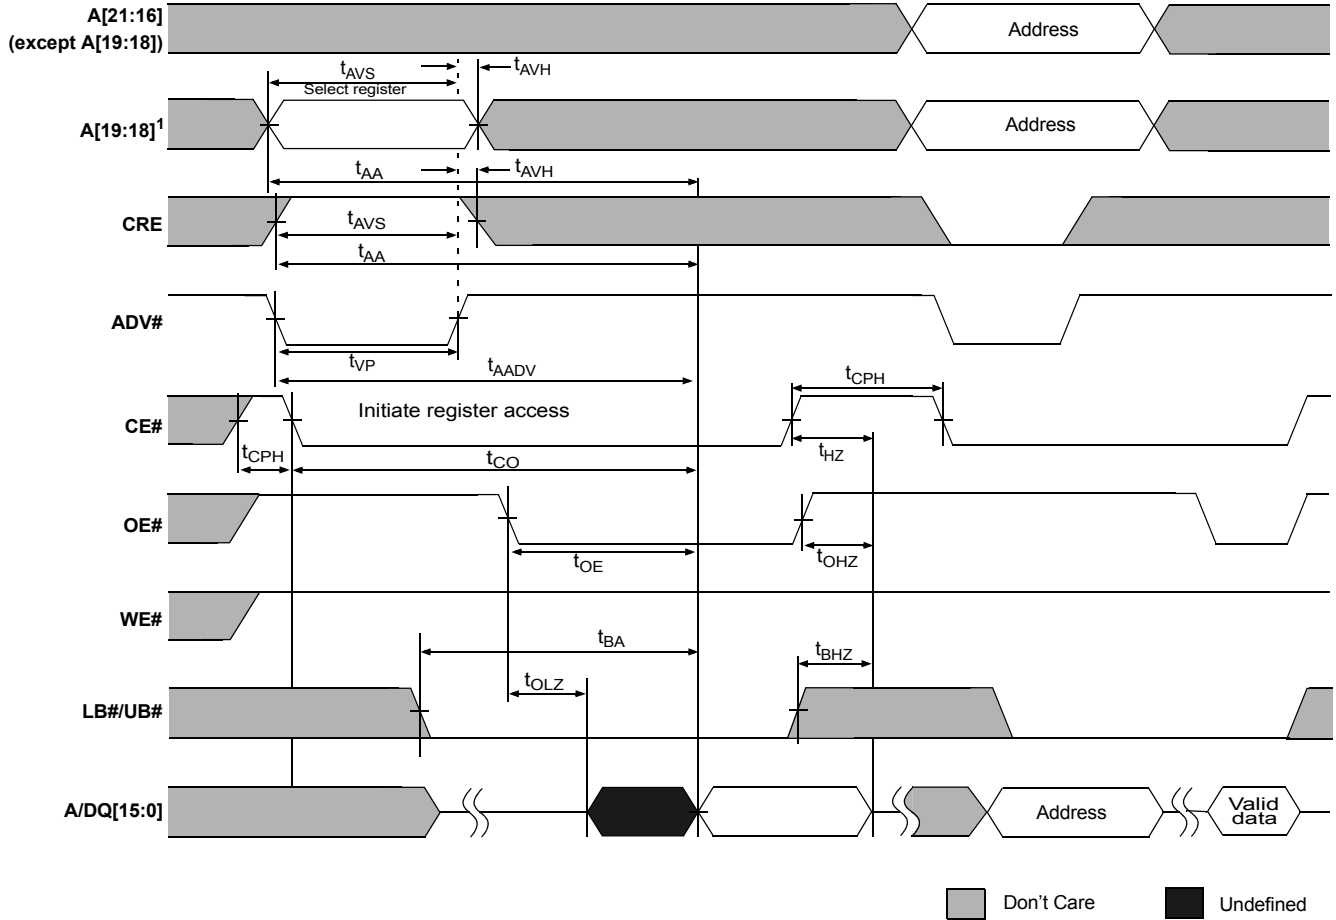 A[21:16]
(except A[19:18])
Address
tAVS
tAVH
Select register
A[19:18]1
Address
tAA
tAVH
CRE
tAVS
tAA
ADV#
tVP
tAADV
tCPH
CE#
Initiate register access
tCPH
tCO
tHZ
OE#
tOE
tOHZ
WE#
tBA
tBHZ
tOLZ
LB#/UB#
A/DQ[15:0]
Address
Valid
data
Don't Care
Undefined